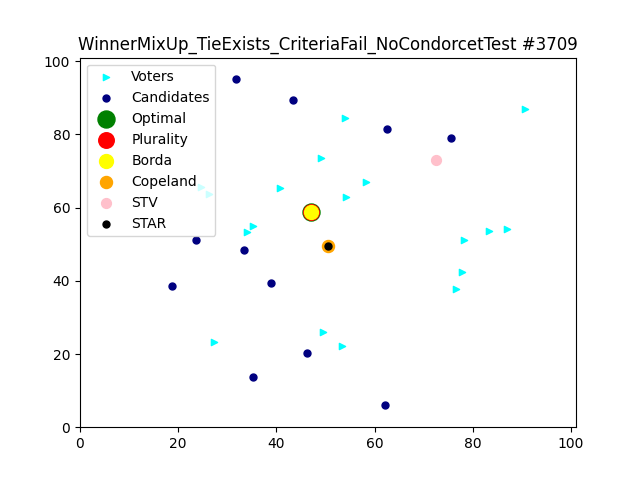 WinnerMixUp_TieExists_CriteriaFail_NoCondorcetTest #3709
100
80
60
40
20
0
Voters
Candidates
Optimal
Plurality
Borda
Copeland
STV
STAR
0 20 40 60 80 100